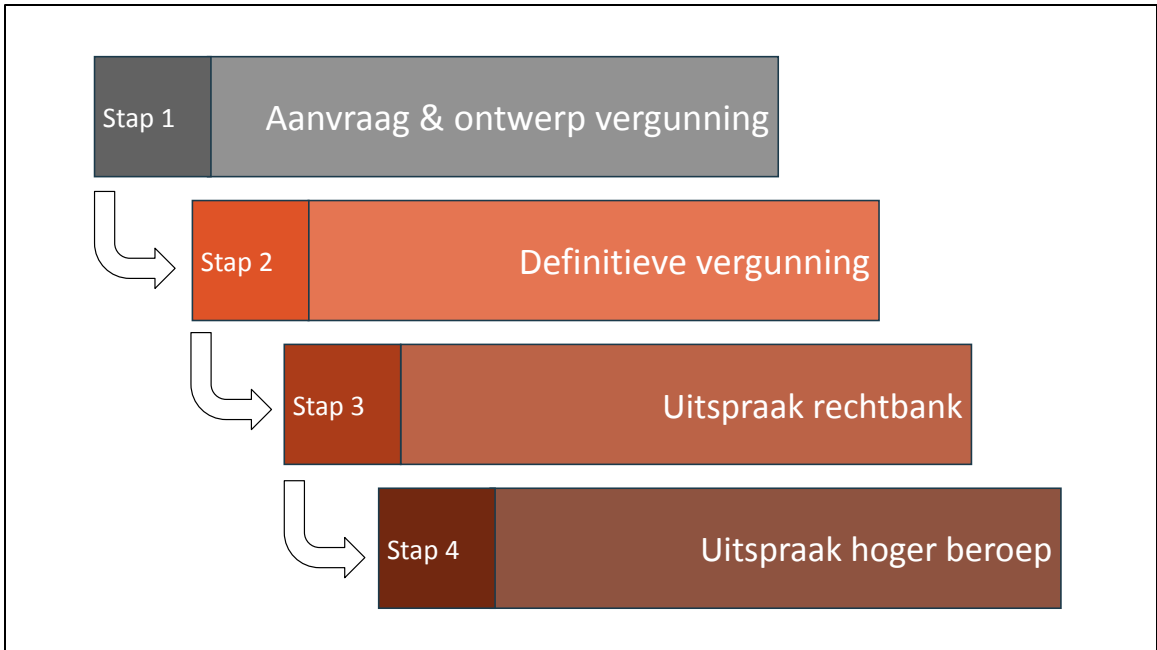 Stap 1
Aanvraag & ontwerp vergunning
Stap 2
Definitieve vergunning
Stap 3
Uitspraak rechtbank
Stap 4
Uitspraak hoger beroep